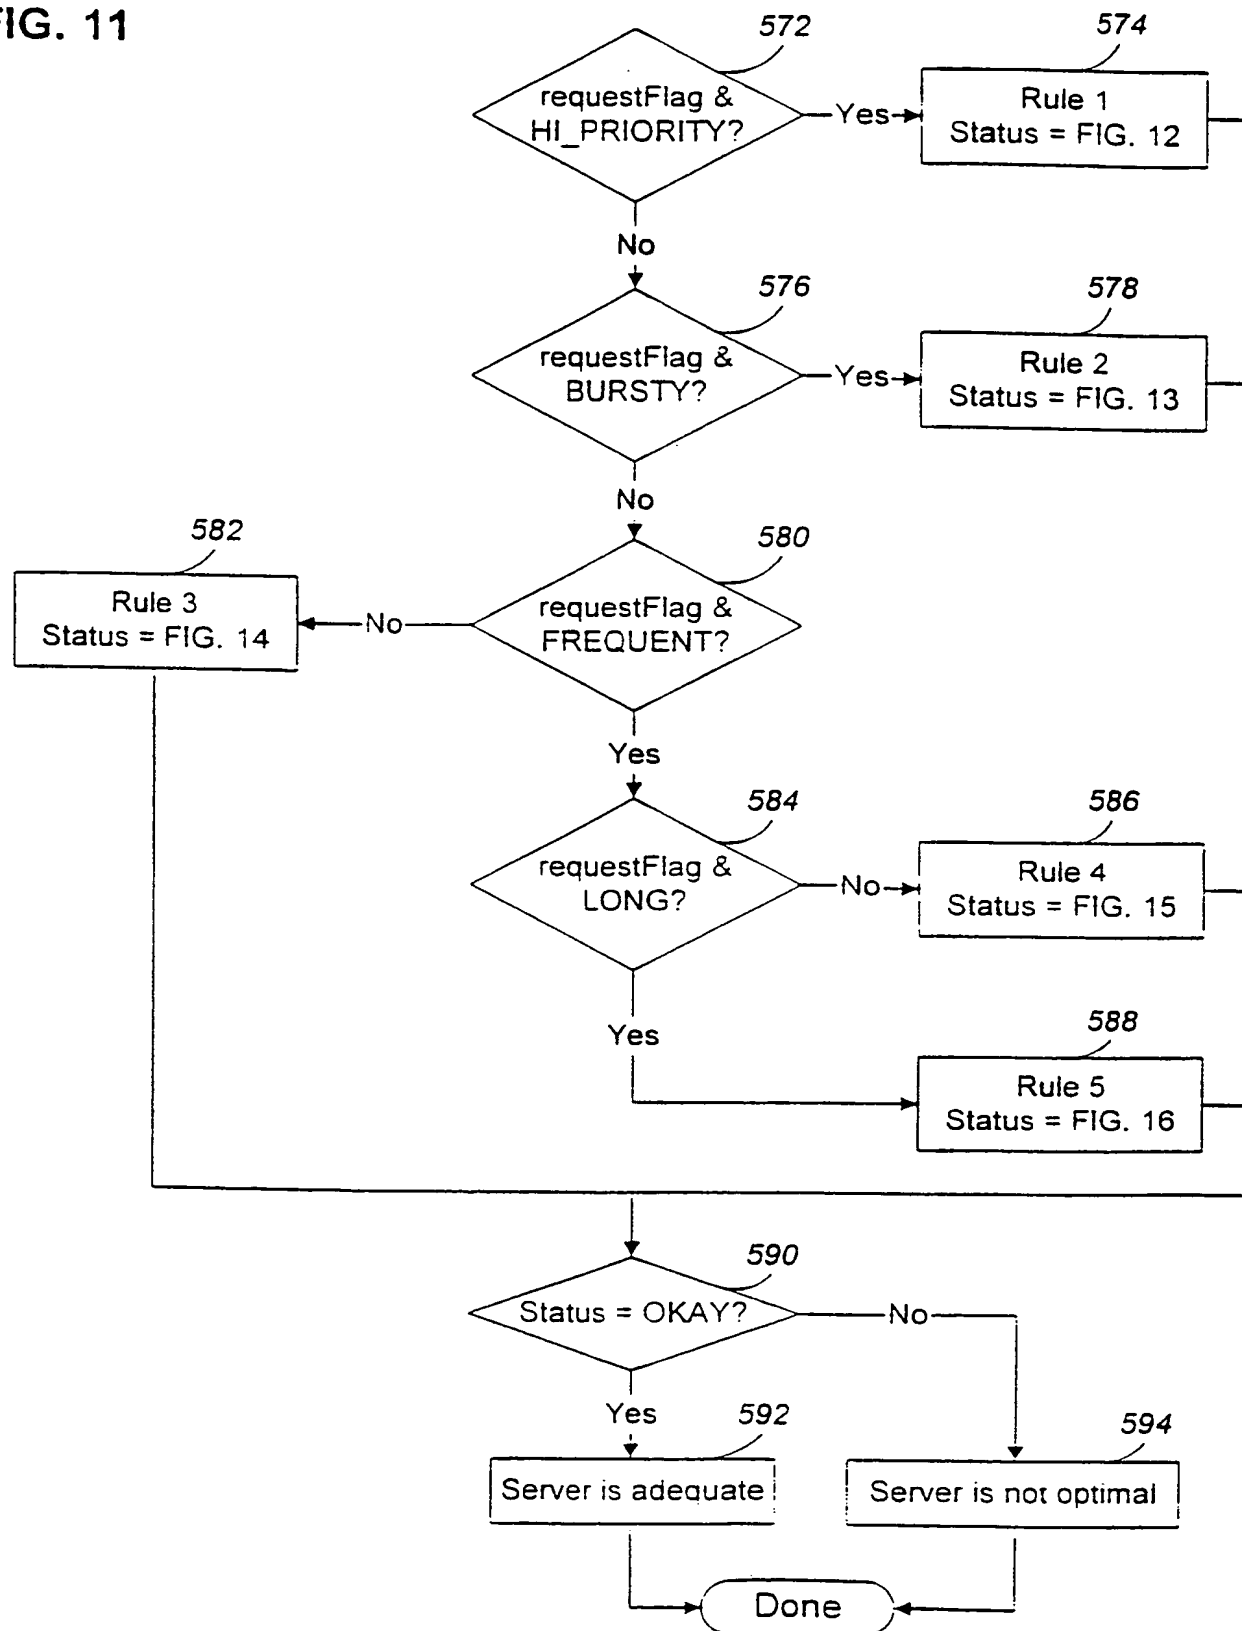 FIG. 11
572
574
requestFlag &
HI_PRIORITY?
Yes
Rule 1
Status = FIG. 12
No
576
578
requestFlag &
BURSTY?
Yes
Rule 2
Status = FIG. 13
No
580
582
requestFlag &
FREQUENT?
No
Rule 3
Status = FIG. 14
Yes
584
586
requestFlag &
LONG?
No
Rule 4
Status = FIG. 15
Yes
588
Rule 5
Status = FIG. 16
590
Status = OKAY?
No
Yes
592
594
Server is adequate
Server is not optimal
Done